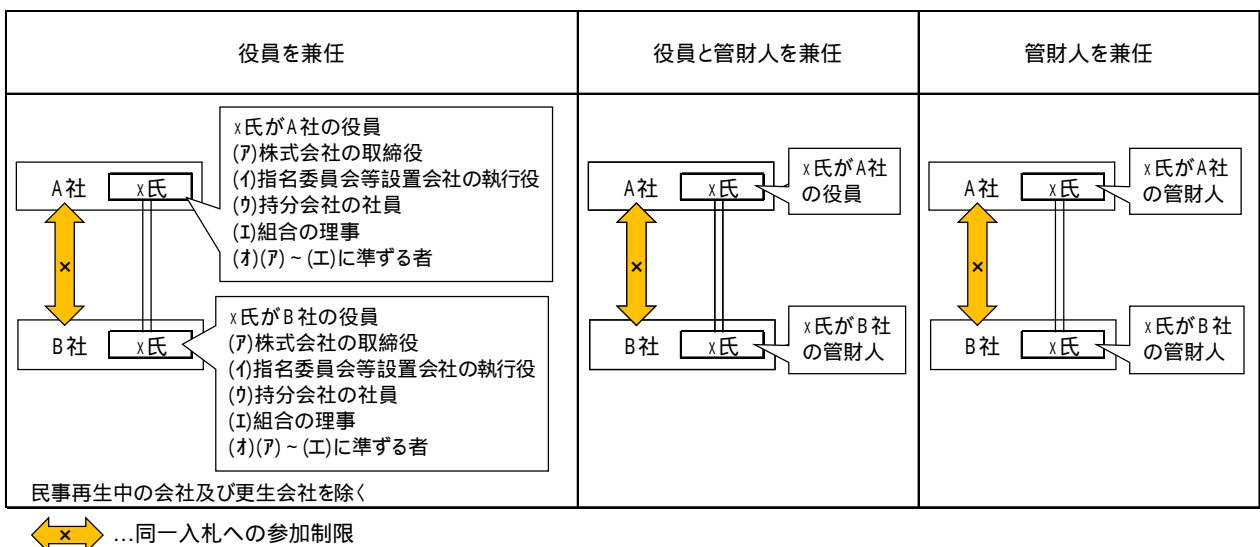 役員を兼任
役員と管財人を兼任
管財人を兼任
x氏がA社の役員
(ｱ)株式会社の取締役
(ｲ)指名委員会等設置会社の執行役
(ｳ)持分会社の社員
(ｴ)組合の理事
(ｵ)(ｱ)~(エ)に準ずる者
A社
x氏
×
B社
x氏
x氏がB社の役員
(ｱ)株式会社の取締役
(ｲ)指名委員会等設置会社の執行役
(ｳ)持分会社の社員
(ｴ)組合の理事
(ｵ)(ｱ)~(エ)に準ずる者
民事再生中の会社及び更生会社を除く
A社
x氏
x氏がA社
の役員
×
B社
x氏
x氏がB社
の管財人
A社
x氏
x氏がA社
の管財人
×
B社
x氏
x氏がB社
の管財人
× …同一入札への参加制限